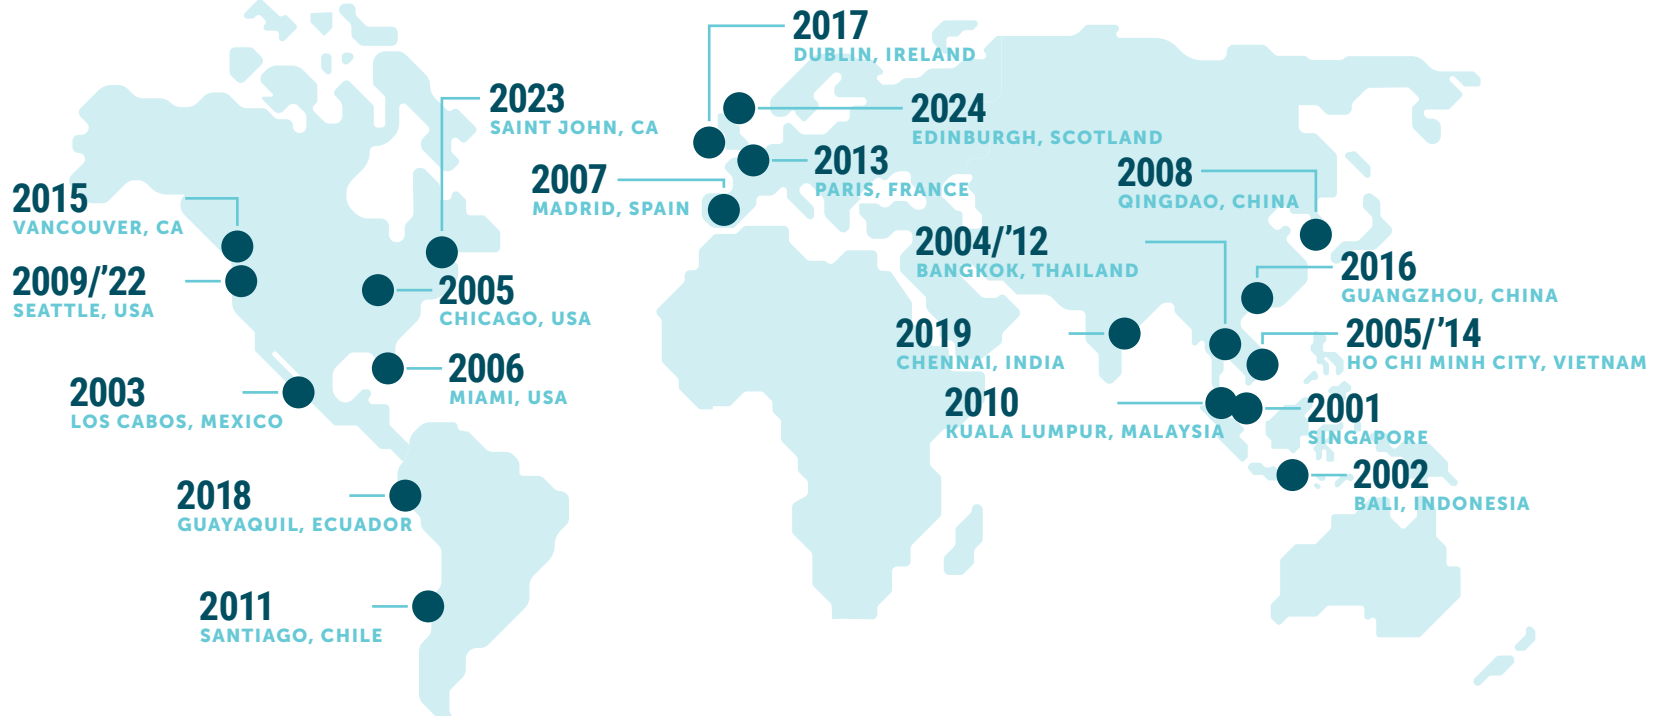 2017
DUBLIN, IRELAND
2023
SAINT JOHN, CA
2024
EDINBURGH, SCOTLAND
2013
PARIS, FRANCE
2007
MADRID, SPAIN
2008
QINGDAO, CHINA
2015
VANCOUVER, CA
2004/’12
BANGKOK, THAILAND
2009/’22
SEATTLE, USA
2005
CHICAGO, USA
2016
GUANGZHOU, CHINA
2019
CHENNAI, INDIA
2005/’14
HO CHI MINH CITY, VIETNAM
2006
MIAMI, USA
2003
LOS CABOS, MEXICO
2010
KUALA LUMPUR, MALAYSIA
2001
SINGAPORE
2002
BALI, INDONESIA
2018
GUAYAQUIL, ECUADOR
2011
SANTIAGO, CHILE